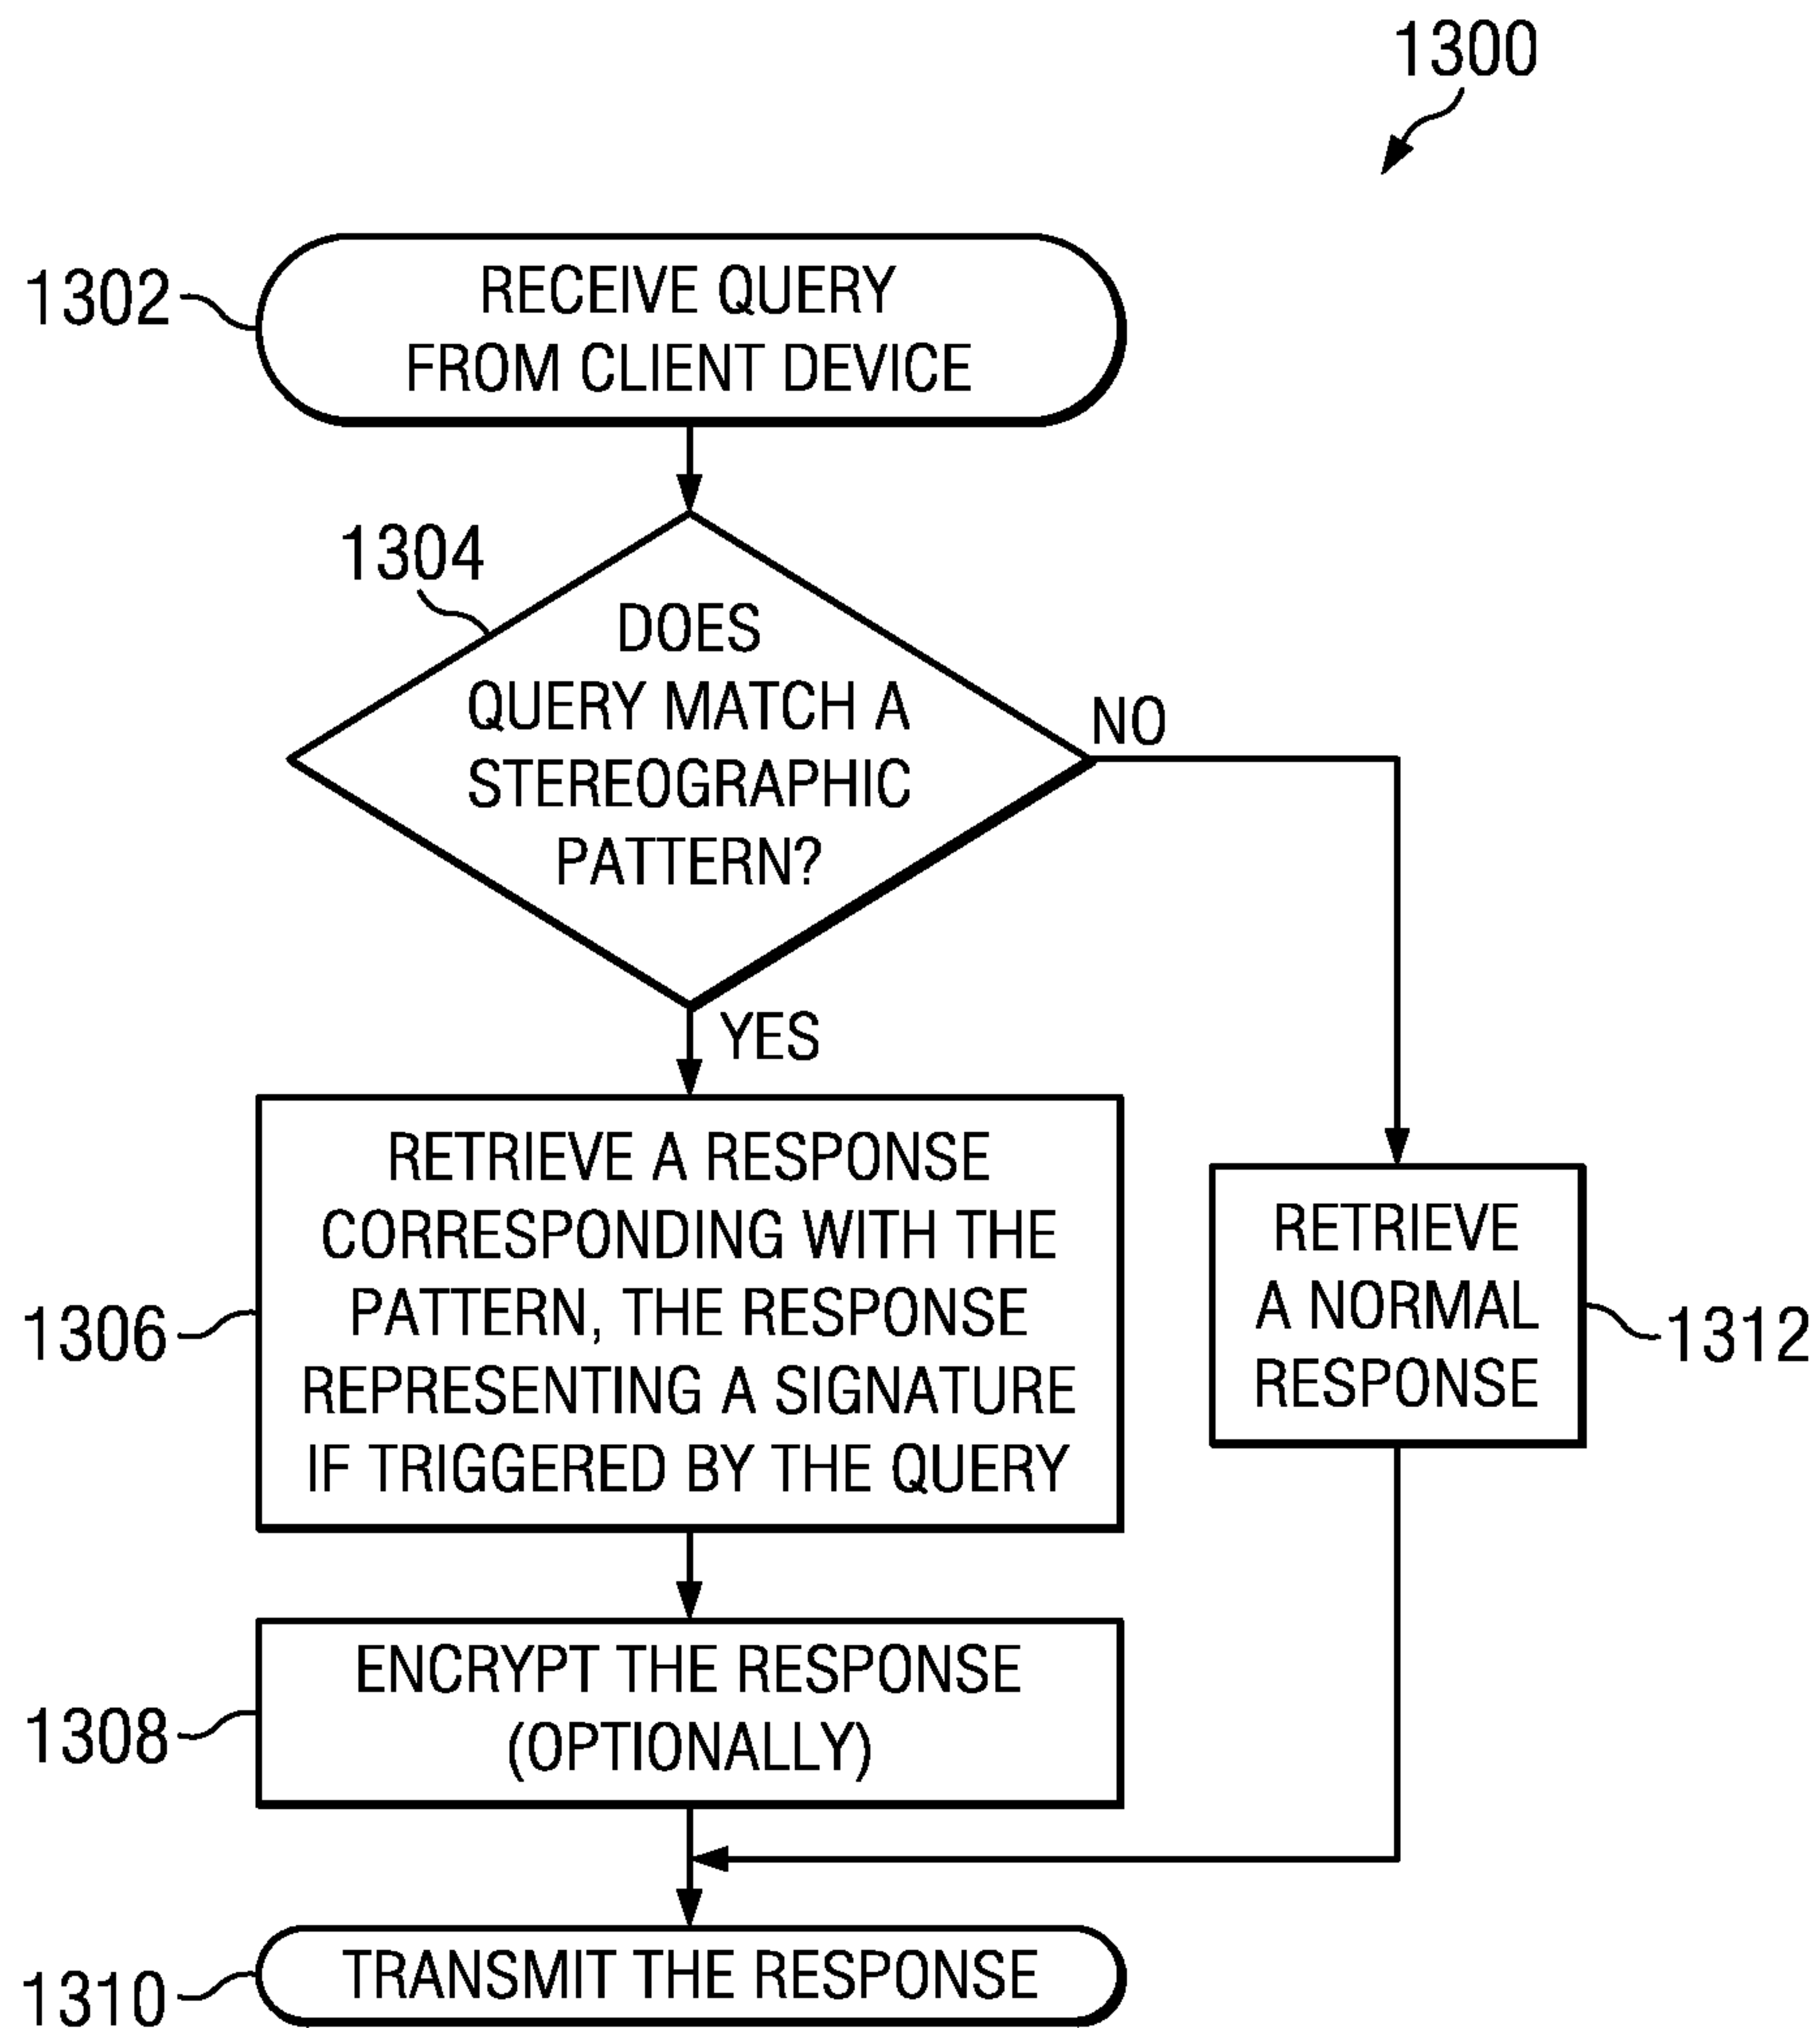 1300
1302
RECEIVE QUERY
FROM CLIENT DEVICE
1304
DOES
QUERY MATCH A
STEREOGRAPHIC
PATTERN?
NO
YES
1306
RETRIEVE A RESPONSE
CORRESPONDING WITH THE
PATTERN, THE RESPONSE
REPRESENTING A SIGNATURE
IF TRIGGERED BY THE QUERY
RETRIEVE
A NORMAL
RESPONSE
1312
1308
ENCRYPT THE RESPONSE
(OPTIONALLY)
1310
TRANSMIT THE RESPONSE